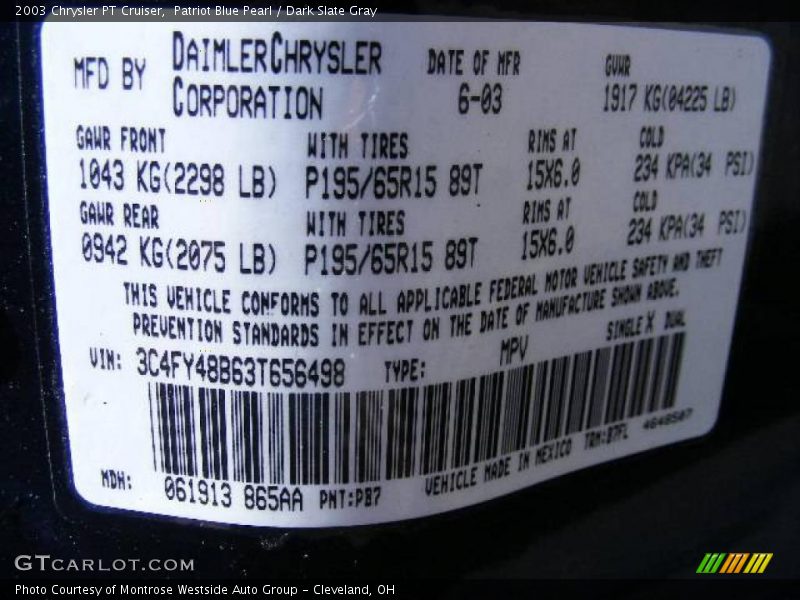 2003 Chrysler PT Cruiser,  Patriot Blue Pearl / Dark Slate Gray
MFD BY DAIMLERCHRYSLER CORPORATION
DATE OF MFR
6-03
GVWR
1917 KG(04225 LB)
GAWR FRONT WITH TIRES RIMS AT COLD
1043 KG(2298 LB) P195/65R15 89T 15X6.0 234 KPA(34 PSI)
GAWR REAR WITH TIRES RIMS AT COLD
0942 KG(2075 LB) P195/65R15 89T 15X6.0 234 KPA(34 PSI)
THIS VEHICLE CONFORMS TO ALL APPLICABLE FEDERAL MOTOR VEHICLE SAFETY AND THEFT
PREVENTION STANDARDS IN EFFECT ON THE DATE OF MANUFACTURE SHOWN ABOVE.
SINGLE X DUAL
VIN: 3C4FY48B63T656498 TYPE: MPV
MDH: 061913 865AA PNT:PB7 VEHICLE MADE IN MEXICO TRM:B7FL 4648507
GTCARLOT.COM
Photo Courtesy of Montrose Westside Auto Group - Cleveland, OH